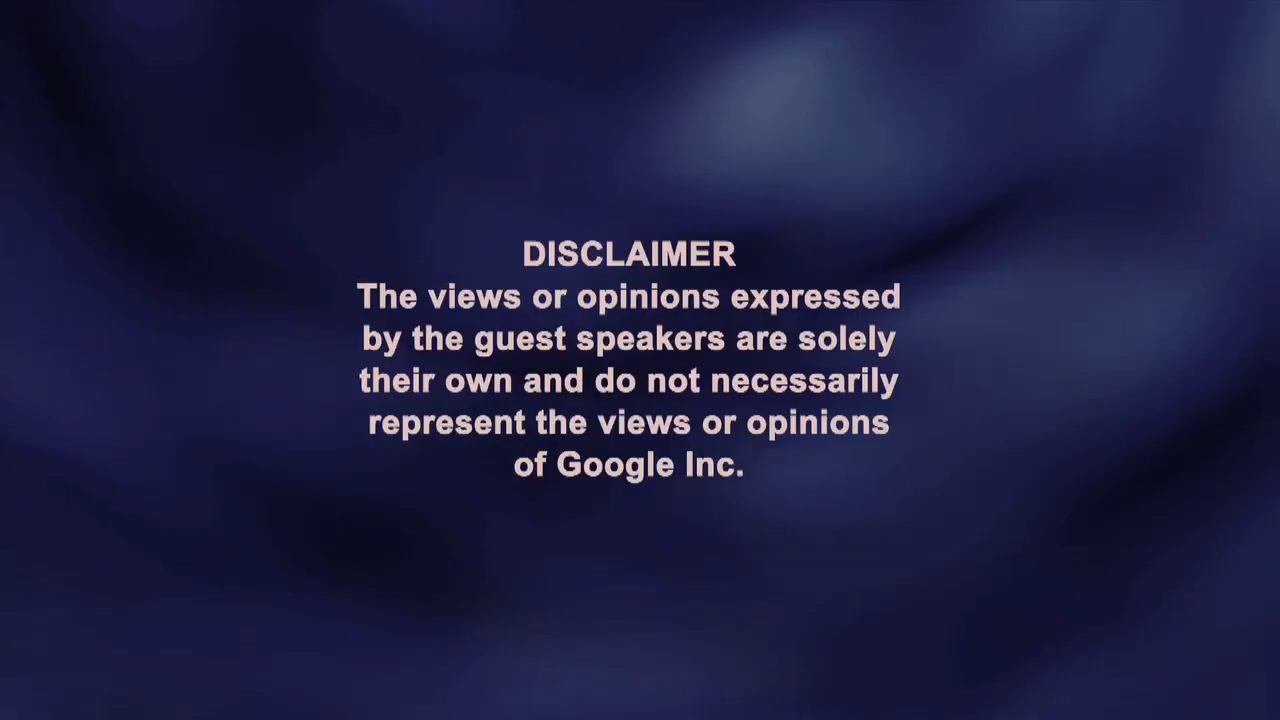 DISCLAIMER
The views or opinions expressed
by the guest speakers are solely
their own and do not necessarily
represent the views or opinions
of Google Inc.